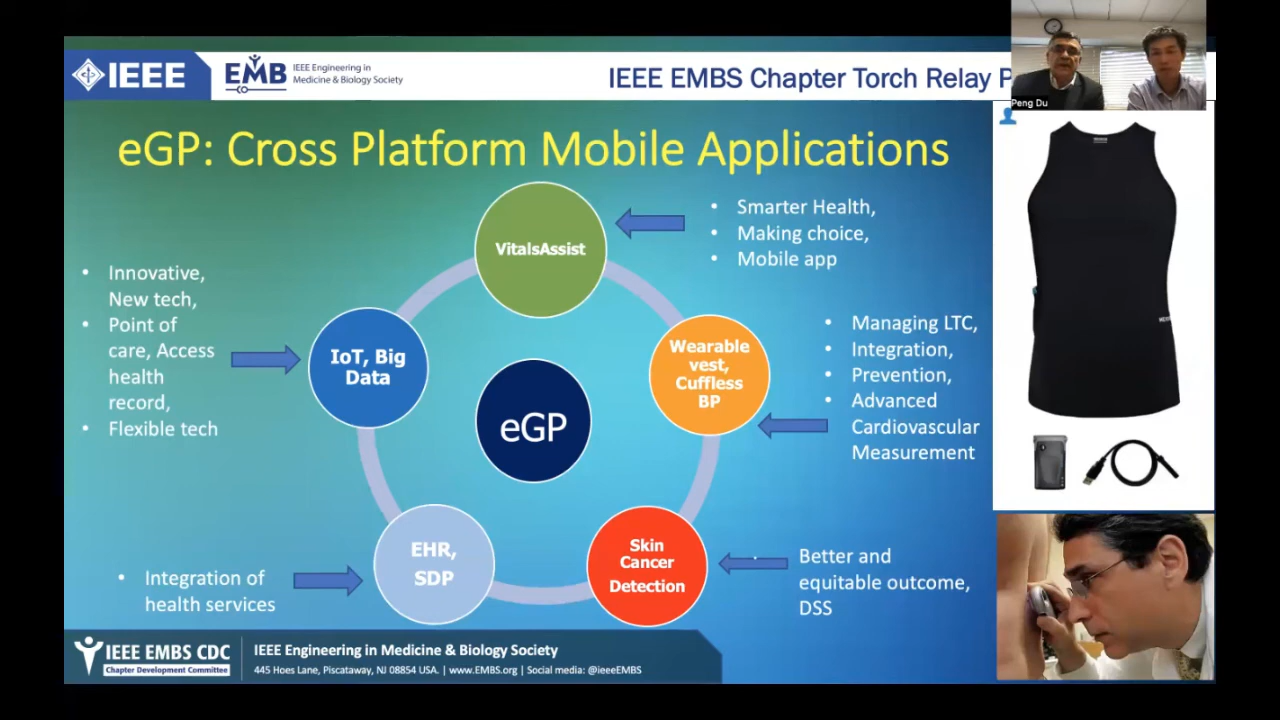 IEEE
EMB
IEEE Engineering in
Medicine & Biology Society
IEEE EMBS Chapter Torch Relay P
Peng Du
eGP: Cross Platform Mobile Applications
VitalsAssist
• Smarter Health,
• Making choice,
• Mobile app
• Innovative,
New tech,
• Point of
care, Access
health
record,
• Flexible tech
IoT, Big
Data
Wearable
vest,
Cuffless
BP
• Managing LTC,
• Integration,
• Prevention,
• Advanced
Cardiovascular
Measurement
eGP
EHR,
SDP
Skin
Cancer
Detection
• Integration of
health services
Better and
equitable outcome,
DSS
IEEE EMBS CDC
Chapter Development Committee
IEEE Engineering in Medicine & Biology Society
445 Hoes Lane, Piscataway, NJ 08854 USA. | www.EMBS.org | Social media: @ieeeEMBS